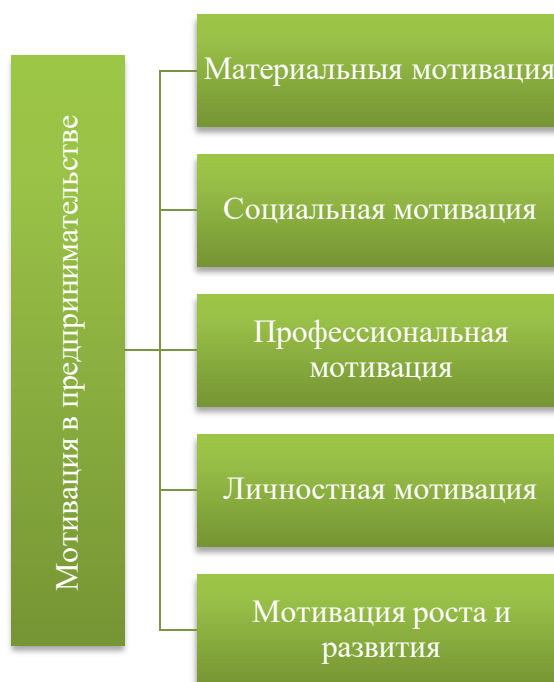 Мотивация в предпринимательстве
Материальныя мотивация
Социальная мотивация
Профессиональная
мотивация
Личностная мотивация
Мотивация роста и
развития